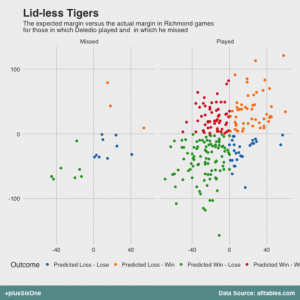 Lid-less Tigers
The expected margin versus the actual margin in Richmond games
for those in which Deledio played and in which he missed
Missed
Played
100
0
-100
-40
0
40
-40
0
40
Outcome
Predicted Loss - Lose
Predicted Loss - Win
Predicted Win - Lose
Predicted Win - W
+plusSixOne
Data Source: afltables.com